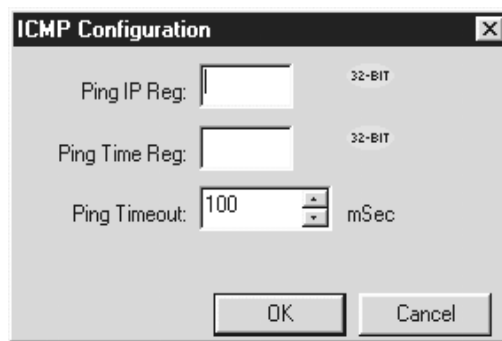 ICMP Configuration
Ping IP Reg: 32-BIT
Ping Time Reg: 32-BIT
Ping Timeout: 100 mSec
OK Cancel